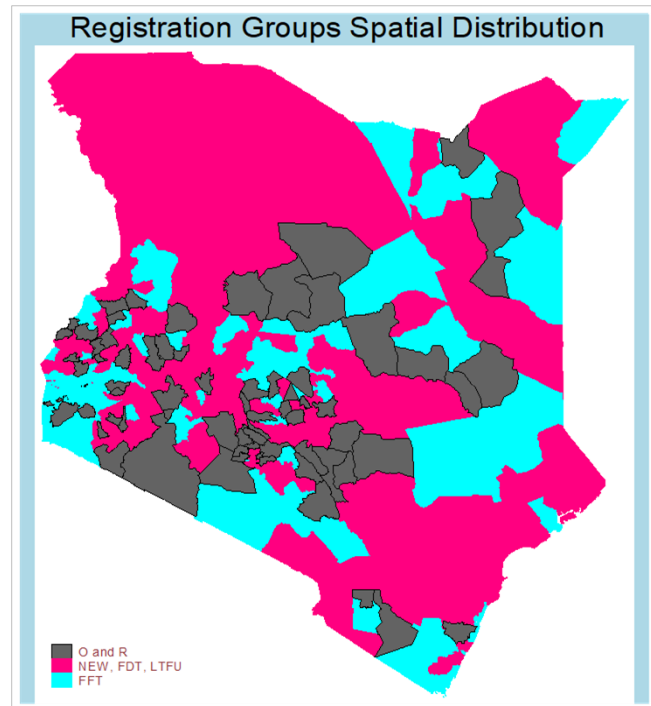 Registration Groups Spatial Distribution
O and R
NEW, FDT, LTFU
FFT